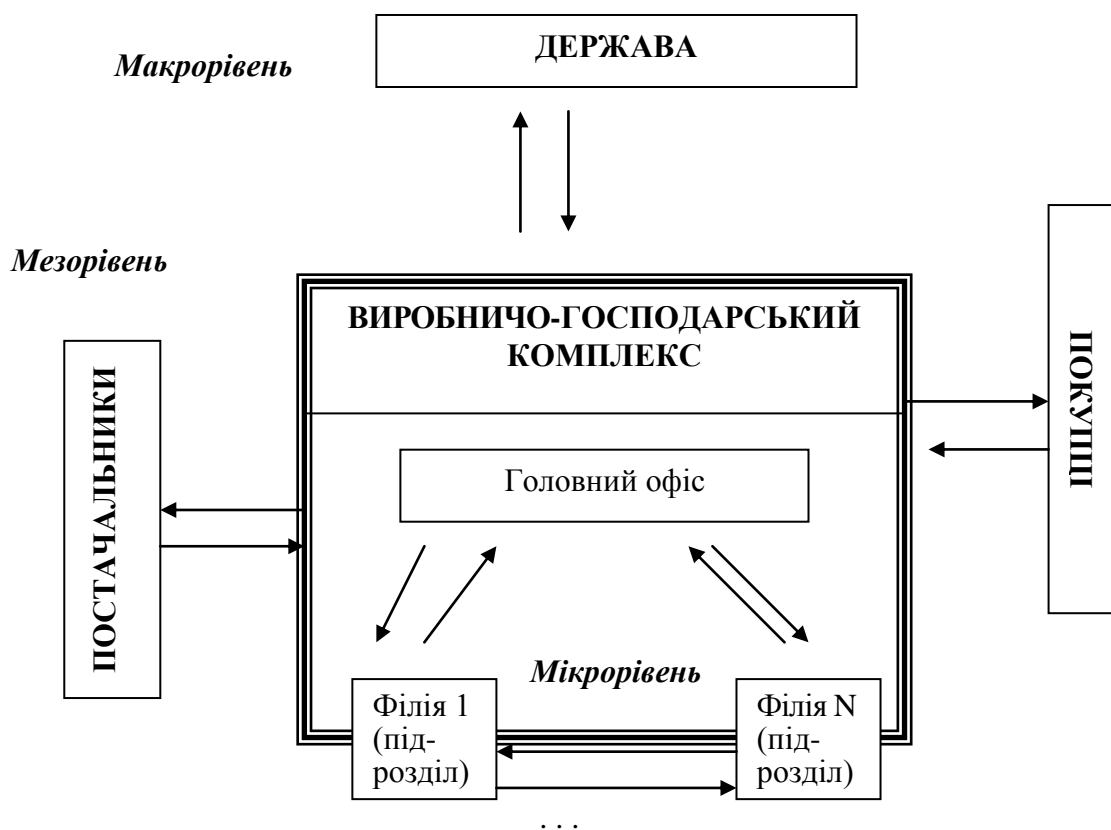 ДЕРЖАВА
Макрорівень
Мезорівень
ВИРОБНИЧО-ГОСПОДАРСЬКИЙ
КОМПЛЕКС
ПОСТАЧАЛЬНИКИ
ПОКУПЦІ
Головний офіс
Мікрорівень
Філія 1
(під-
розділ)
Філія N
(під-
розділ)
. . .